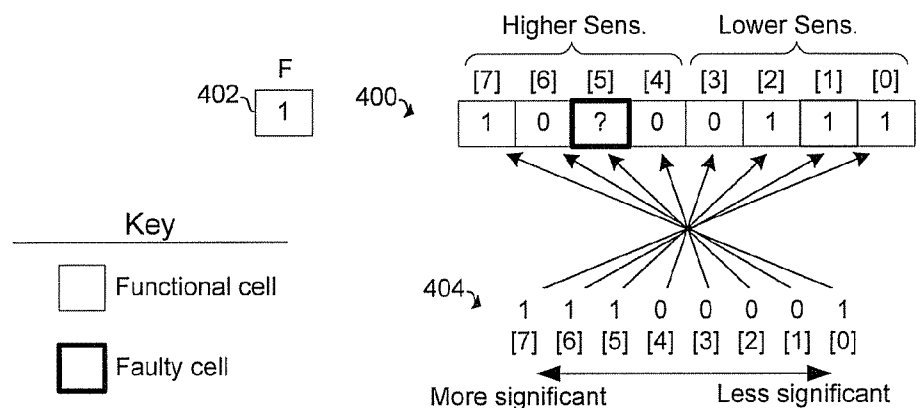 Higher Sens. Lower Sens.
F [7] [6] [5] [4] [3] [2] [1] [0]
402 1 400 1 0 ? 0 0 1 1 1
Key
Functional cell
404 1 1 1 0 0 0 0 1
[7] [6] [5] [4] [3] [2] [1] [0]
Faulty cell
More significant Less significant